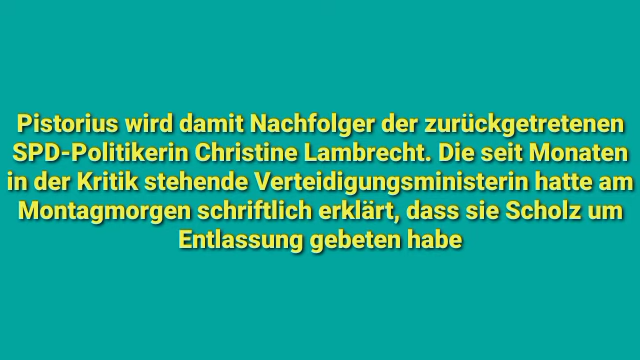 Pistorius wird damit Nachfolger der zurückgetretenen
SPD-Politikerin Christine Lambrecht. Die seit Monaten
in der Kritik stehende Verteidigungsministerin hatte am
Montagmorgen schriftlich erklärt, dass sie Scholz um
Entlassung gebeten habe